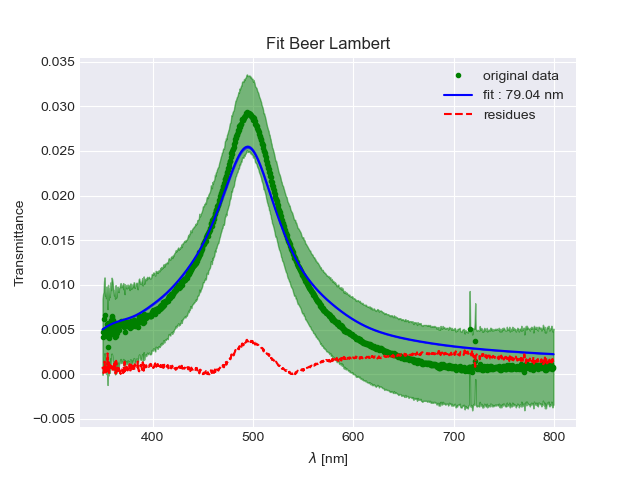 Fit Beer Lambert
0.035
0.030
0.025
0.020
0.015
0.010
0.005
0.000
−0.005
Transmittance
original data
fit : 79.04 nm
residues
400 500 600 700 800
λ [nm]